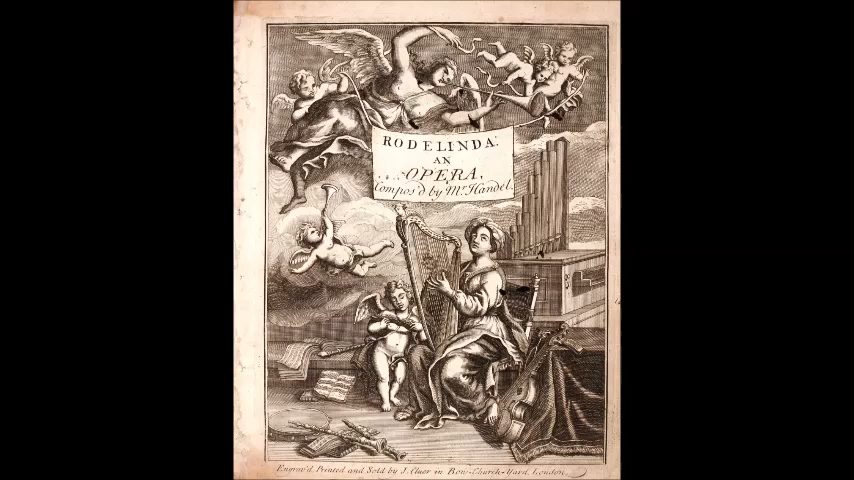 RODELINDA.
AN
OPERA.
Compos'd by Mr. Handel.
Engrav'd, Printed and Sold by J. Cluer in Bow-Church-Yard, London